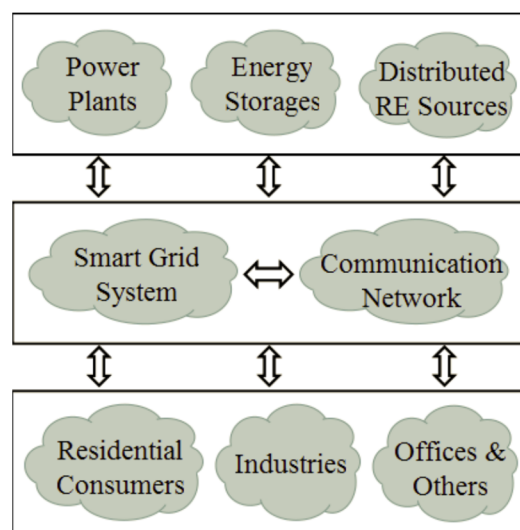 Power
Plants
Energy
Storages
Distributed
RE Sources
Smart Grid
System
Communication
Network
Residential
Consumers
Industries
Offices &
Others